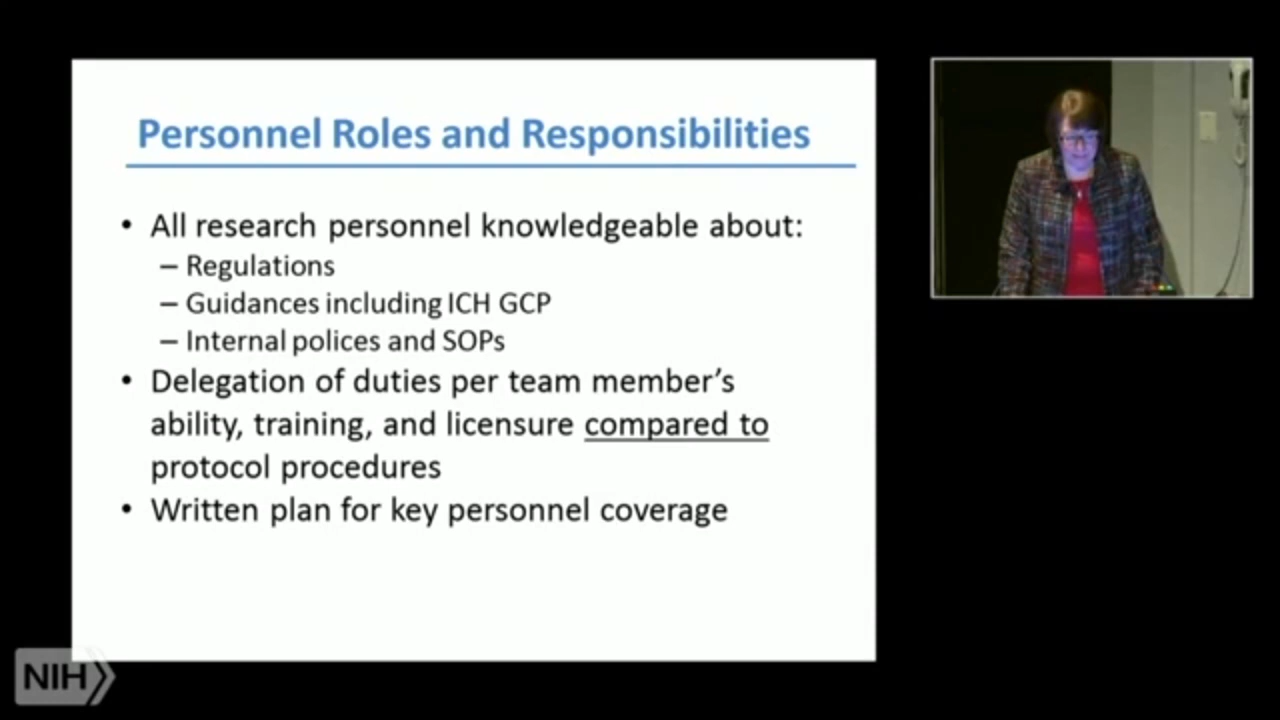 Personnel Roles and Responsibilities
• All research personnel knowledgeable about:
– Regulations
– Guidances including ICH GCP
– Internal polices and SOPs
• Delegation of duties per team member's
ability, training, and licensure compared to
protocol procedures
• Written plan for key personnel coverage
NIH